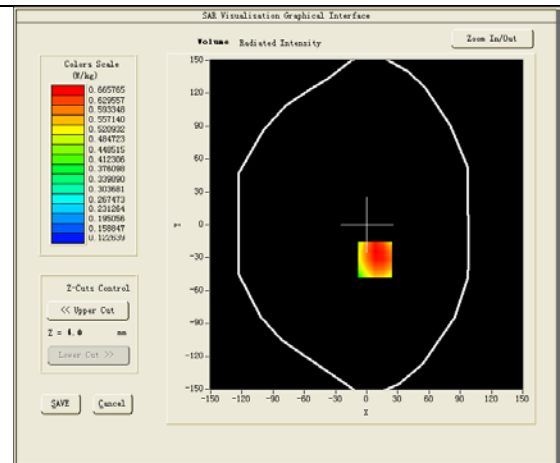 SAR Visualisation Graphical Interface
Volume Radiated Intensity
Zoom In/Out
Colors Scale
(W/kg)
0.665765
0.629557
0.593348
0.557140
0.520932
0.484723
0.448515
0.412306
0.376098
0.339890
0.303681
0.267473
0.231264
0.195056
0.158847
0.122639
Z-Cuts Control
<< Upper Cut
Z = 4.0 mm
Lower Cut >>
SAVE Cancel
150
120
90
60
30
0
-30
-60
-90
-120
-150
Y
-150 -120 -90 -60 -30 0 30 60 90 120 150
X